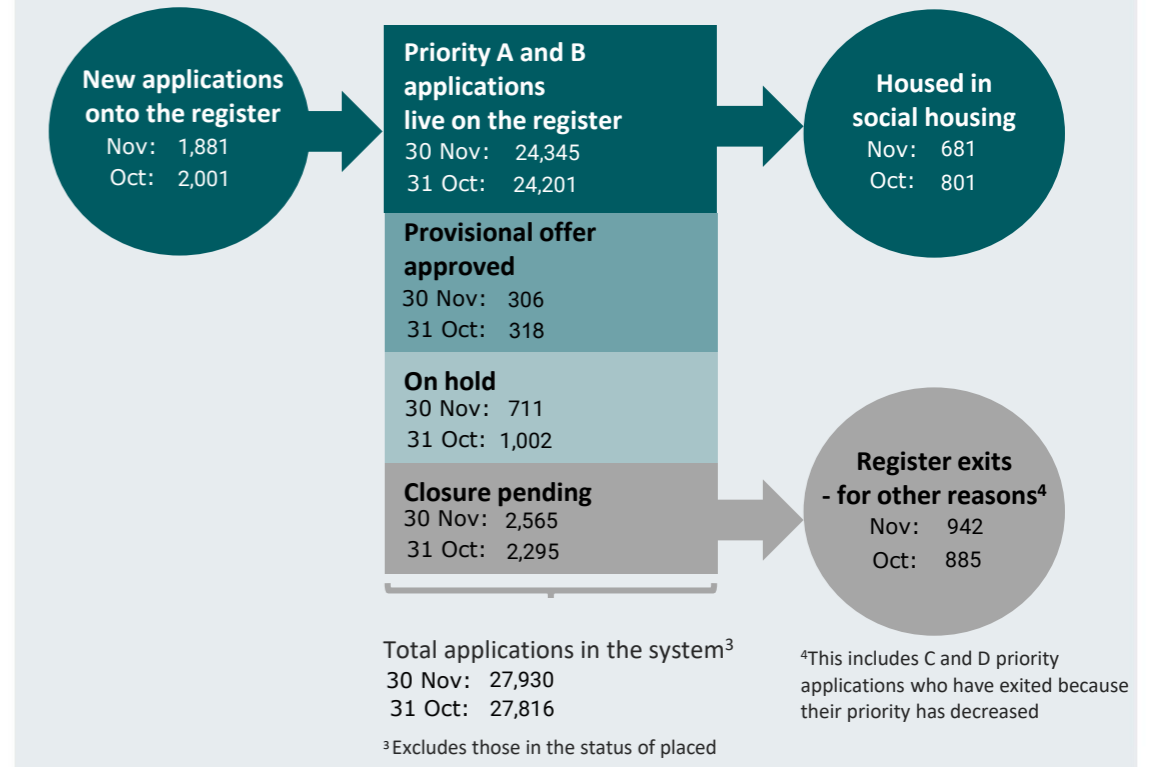 New applications
onto the register
Nov: 1,881
Oct: 2,001
Priority A and B
applications
live on the register
30 Nov: 24,345
31 Oct: 24,201
Housed in
social housing
Nov: 681
Oct: 801
Provisional offer
approved
30 Nov: 306
31 Oct: 318
On hold
30 Nov: 711
31 Oct: 1,002
Closure pending
30 Nov: 2,565
31 Oct: 2,295
Register exits
- for other reasons⁴
Nov: 942
Oct: 885
Total applications in the system³
30 Nov: 27,930
31 Oct: 27,816
³Excludes those in the status of placed
⁴This includes C and D priority
applications who have exited because
their priority has decreased